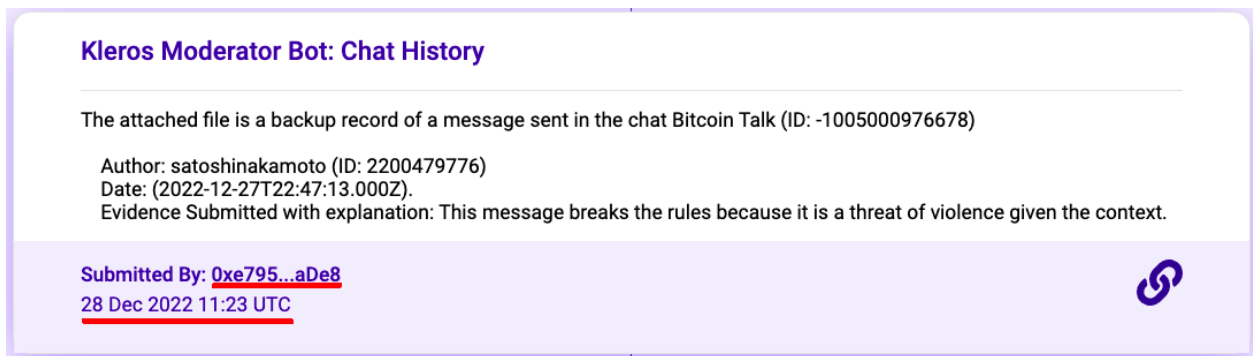 Kleros Moderator Bot: Chat History
The attached file is a backup record of a message sent in the chat Bitcoin Talk (ID: -1005000976678)
Author: satoshinakamoto (ID: 2200479776)
Date: (2022-12-27T22:47:13.000Z).
Evidence Submitted with explanation: This message breaks the rules because it is a threat of violence given the context.
Submitted By: 0xe795...aDe8
28 Dec 2022 11:23 UTC